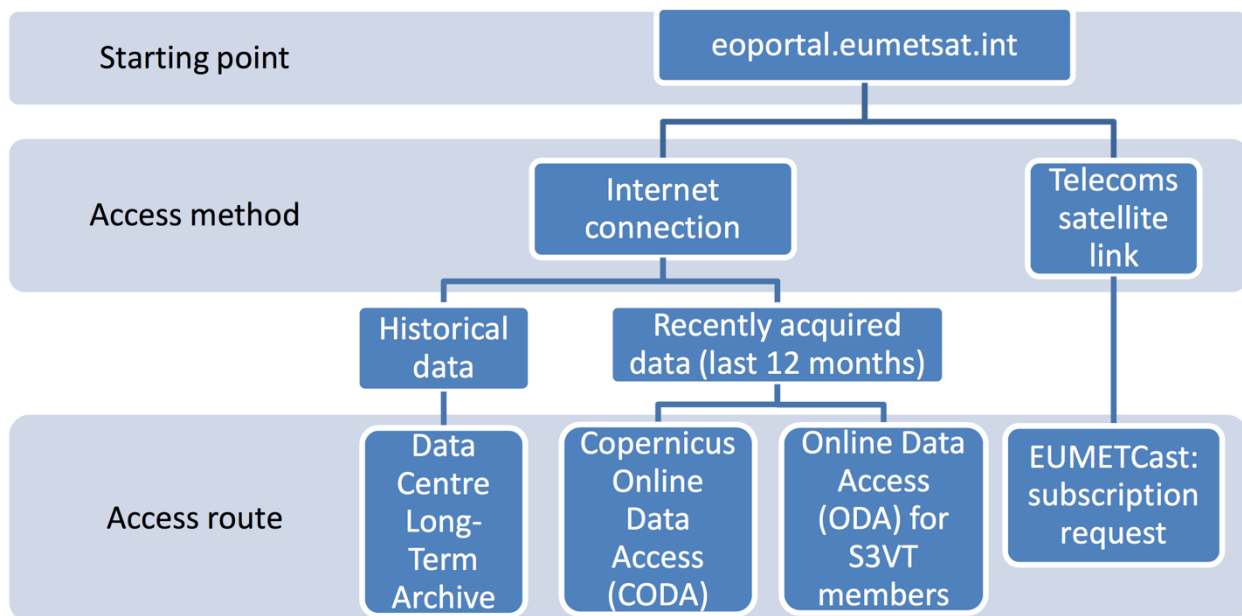 Starting point
eoportal.eumetsat.int
Access method
Internet
connection
Telecoms
satellite
link
Historical
data
Recently acquired
data (last 12 months)
Access route
Data
Centre
Long-
Term
Archive
Copernicus
Online
Data
Access
(CODA)
Online Data
Access
(ODA) for
S3VT
members
EUMETCast:
subscription
request